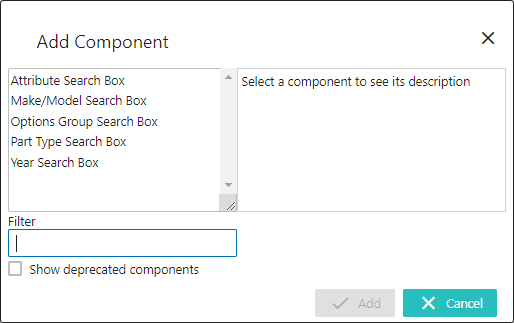 Add Component
Attribute Search Box
Make/Model Search Box
Options Group Search Box
Part Type Search Box
Year Search Box
Select a component to see its description
Filter
Show deprecated components
Add
Cancel